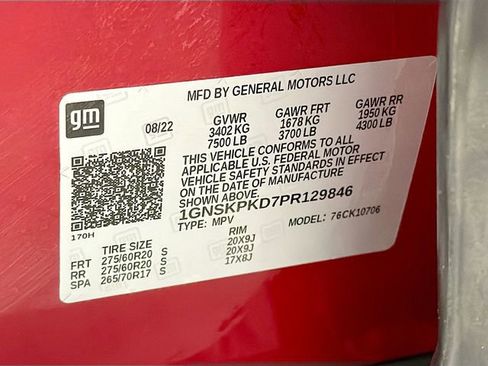 MFD BY GENERAL MOTORS LLC
gm
08/22
GVWR GAWR FRT GAWR RR
3402 KG 1678 KG 1950 KG
7500 LB 3700 LB 4300 LB
THIS VEHICLE CONFORMS TO ALL
APPLICABLE U.S. FEDERAL MOTOR
VEHICLE SAFETY STANDARDS IN EFFECT
ON THE DATE OF MANUFACTURE
1GNSKPKD7PR129846
TYPE: MPV MODEL: 76CK10706
170H
TIRE SIZE RIM
FRT 275/60R20 S 20X9J
RR 275/60R20 S 20X9J
SPA 265/70R17 S 17X8J